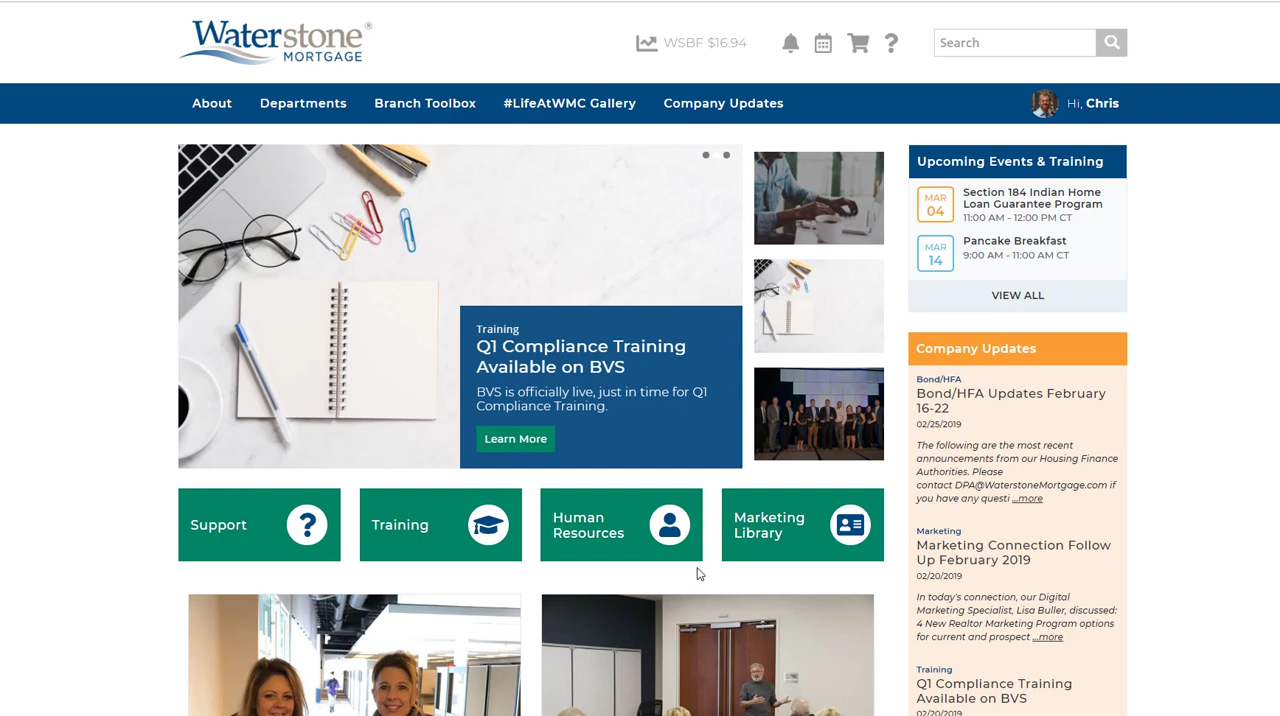 Waterstone®
MORTGAGE
WSBF $16.94
?
Search
About
Departments
Branch Toolbox
#LifeAtWMC Gallery
Company Updates
Hi, Chris
Training
Q1 Compliance Training
Available on BVS
BVS is officially live, just in time for Q1
Compliance Training.
Learn More
Support
?
Training
Human
Resources
Marketing
Library
Upcoming Events & Training
MAR
04
Section 184 Indian Home
Loan Guarantee Program
11:00 AM - 12:00 PM CT
MAR
14
Pancake Breakfast
9:00 AM - 11:00 AM CT
VIEW ALL
Company Updates
Bond/HFA
Bond/HFA Updates February
16-22
02/25/2019
The following are the most recent
announcements from our Housing Finance
Authorities. Please
contact DPA@WaterstoneMortgage.com if
you have any questi ...more
Marketing
Marketing Connection Follow
Up February 2019
02/20/2019
In today's connection, our Digital
Marketing Specialist, Lisa Buller, discussed:
4 New Realtor Marketing Program options
for current and prospect ...more
Training
Q1 Compliance Training
Available on BVS
02/20/2019